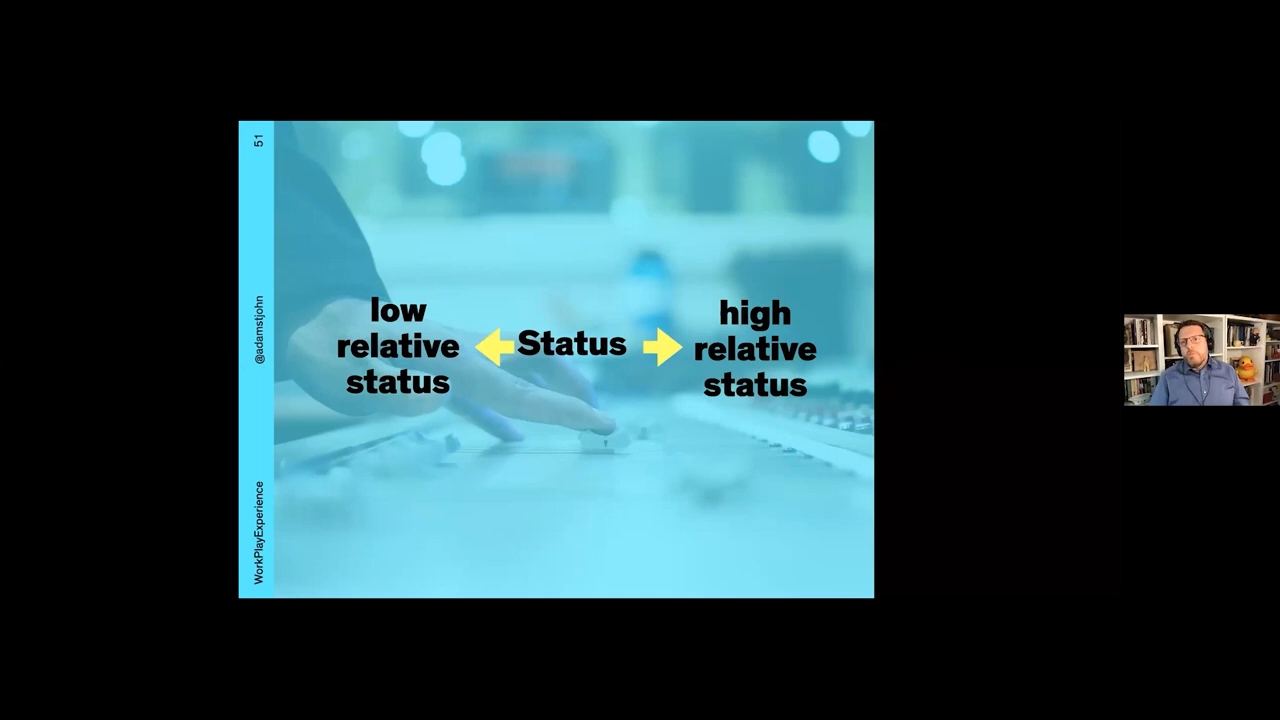 51
@adamstjohn
WorkPlayExperience
low
relative
status
Status
high
relative
status